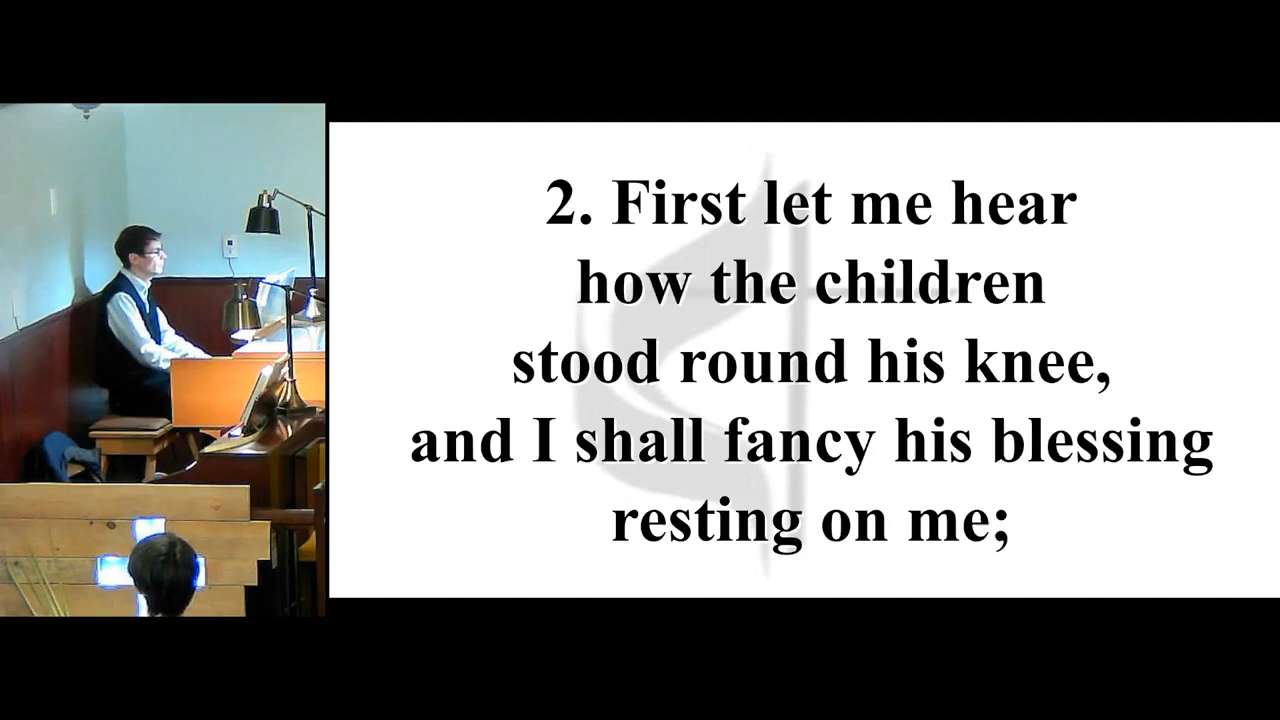 2. First let me hear
how the children
stood round his knee,
and I shall fancy his blessing
resting on me;